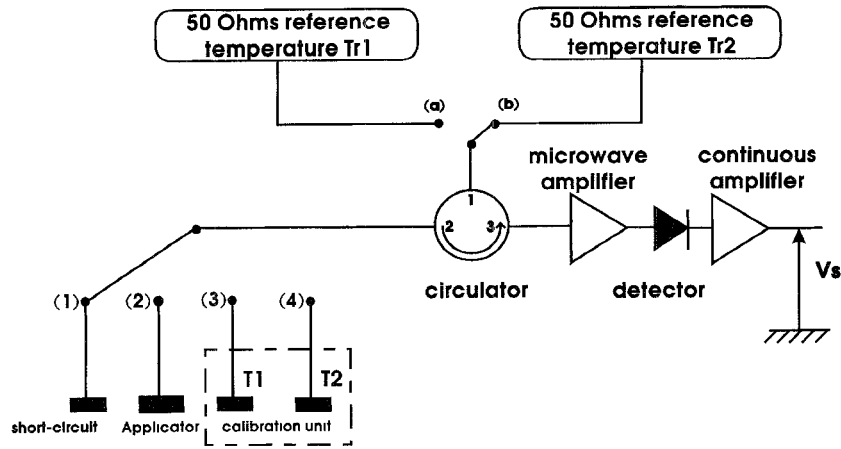 50 Ohms reference
temperature Tr1
50 Ohms reference
temperature Tr2
(a)
(b)
microwave
amplifier
continuous
amplifier
1
2
3
circulator
detector
Vs
(1)
(2)
(3)
(4)
T1
T2
short-circuit
Applicator
calibration unit